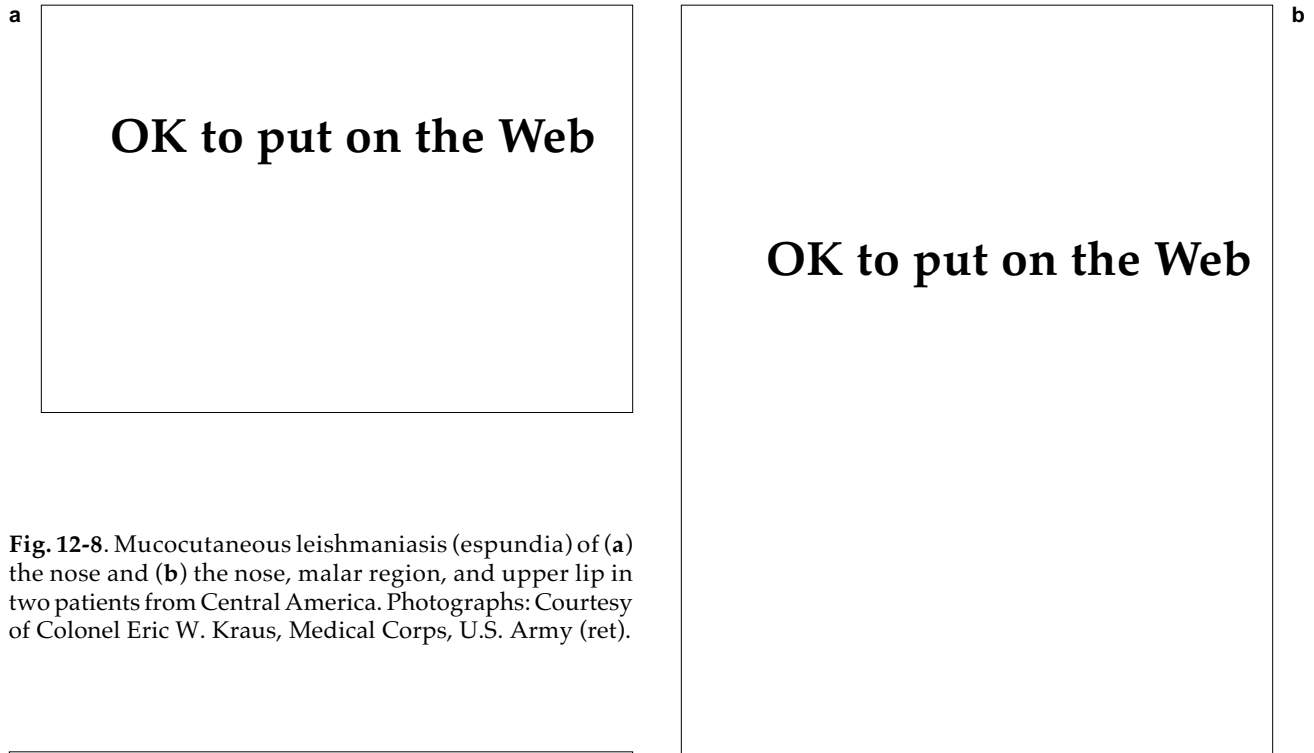 a
OK to put on the Web
b
OK to put on the Web
Fig. 12-8. Mucocutaneous leishmaniasis (espundia) of (a)
the nose and (b) the nose, malar region, and upper lip in
two patients from Central America. Photographs: Courtesy
of Colonel Eric W. Kraus, Medical Corps, U.S. Army (ret).